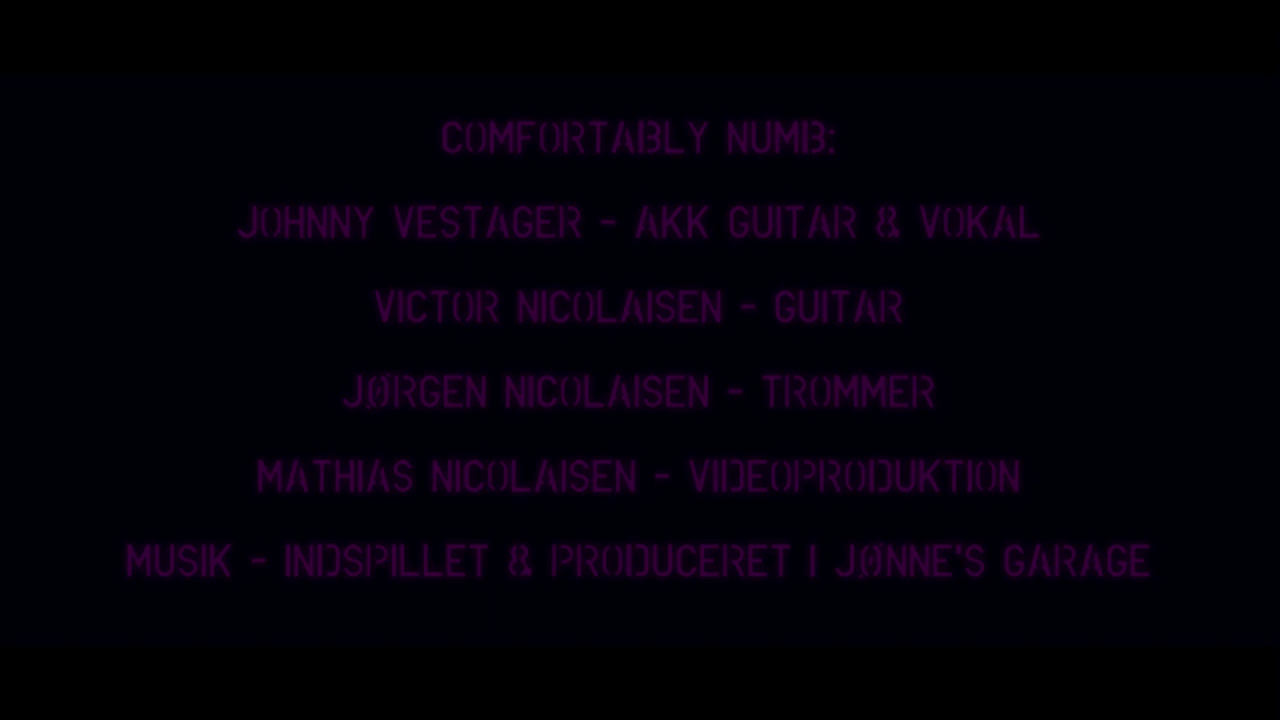 COMFORTABLY NUMB:
JOHNNY VESTAGER - AKK GUITAR & VOKAL
VICTOR NICOLAISEN - GUITAR
JØRGEN NICOLAISEN - TROMMER
MATHIAS NICOLAISEN - VIDEOPRODUKTION
MUSIK - INDSPILLET & PRODUCERET I JØNNE'S GARAGE